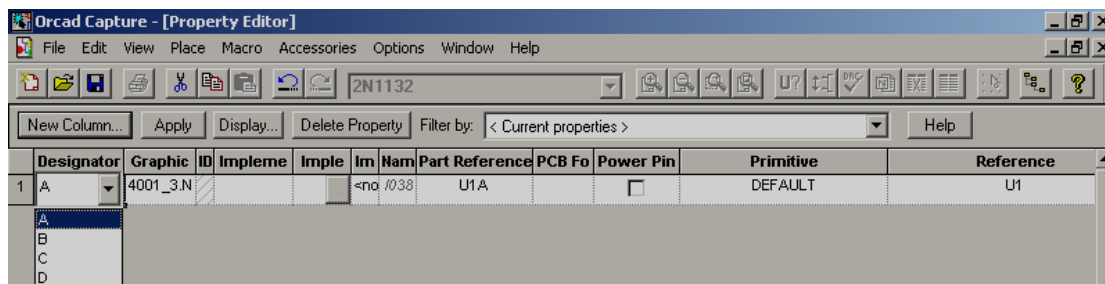 Orcad Capture - [Property Editor]
File Edit View Place Macro Accessories Options Window Help
2N1132 U? DRC EXE ?
New Column... Apply Display... Delete Property Filter by: < Current properties > Help
Designator Graphic ID Impleme Imple Im Nam Part Reference PCB Fo Power Pin Primitive Reference
1 A 4001_3.N <no /038 U1A DEFAULT U1
A
B
C
D